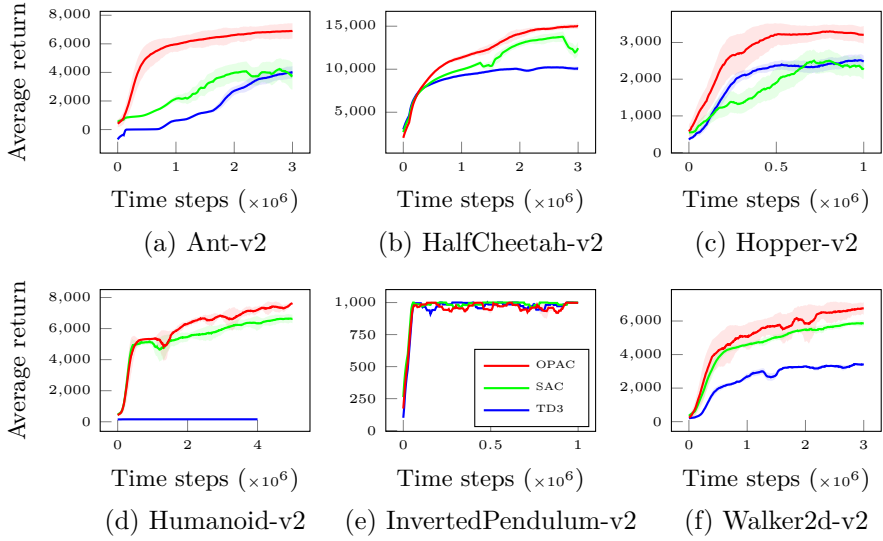 Average return
8,000
6,000
4,000
2,000
0
0 1 2 3
Time steps (×10⁶)
(a) Ant-v2
15,000
10,000
5,000
0 1 2 3
Time steps (×10⁶)
(b) HalfCheetah-v2
3,000
2,000
1,000
0
0 0.5 1
Time steps (×10⁶)
(c) Hopper-v2
Average return
8,000
6,000
4,000
2,000
0
0 2 4
Time steps (×10⁶)
(d) Humanoid-v2
1,000
750
500
250
0
0 0.5 1
OPAC
SAC
TD3
Time steps (×10⁶)
(e) InvertedPendulum-v2
6,000
4,000
2,000
0
0 1 2 3
Time steps (×10⁶)
(f) Walker2d-v2